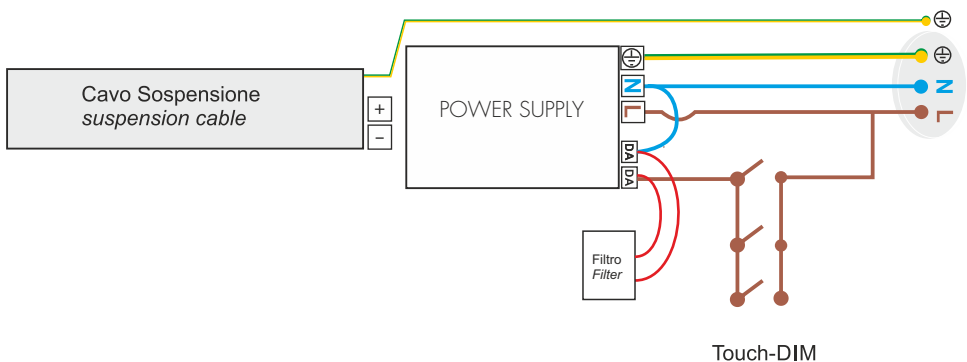 Cavo Sospensione
suspension cable
+
−
POWER SUPPLY
N
L
DA
DA
N
L
Filtro
Filter
Touch-DIM